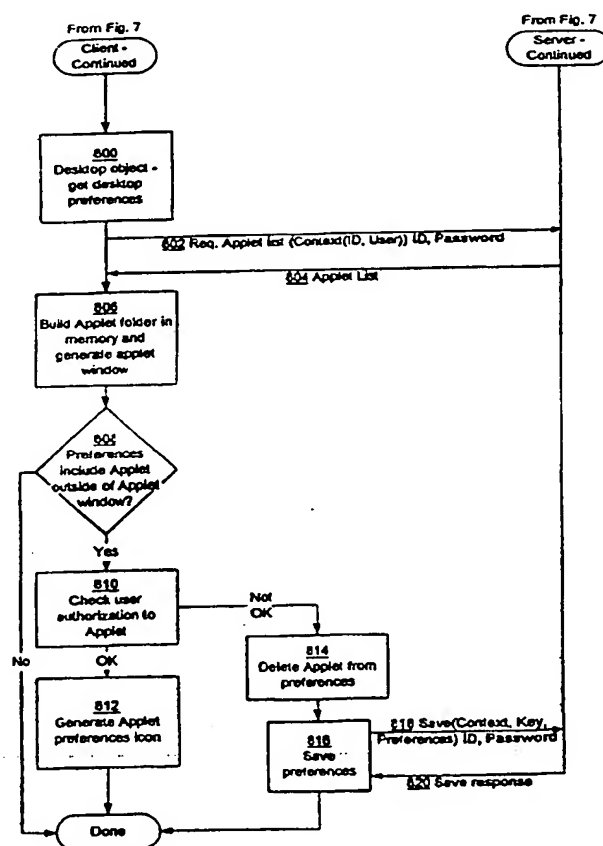 From Fig. 7
Client -
Continued
From Fig. 7
Server -
Continued
800
Desktop object -
get desktop
preferences
802 Req. Applet list (Context(ID, User)) ID, Password
804 Applet List
806
Build Applet folder in
memory and
generate applet
window
Preferences
include Applet
outside of Applet
window?
Yes
No
810
Check user
authorization to
Applet
Not
OK
OK
814
Delete Applet from
preferences
812
Generate Applet
preferences icon
816
Save
preferences
818 Save(Context, Key,
Preferences) ID, Password
820 Save response
Done